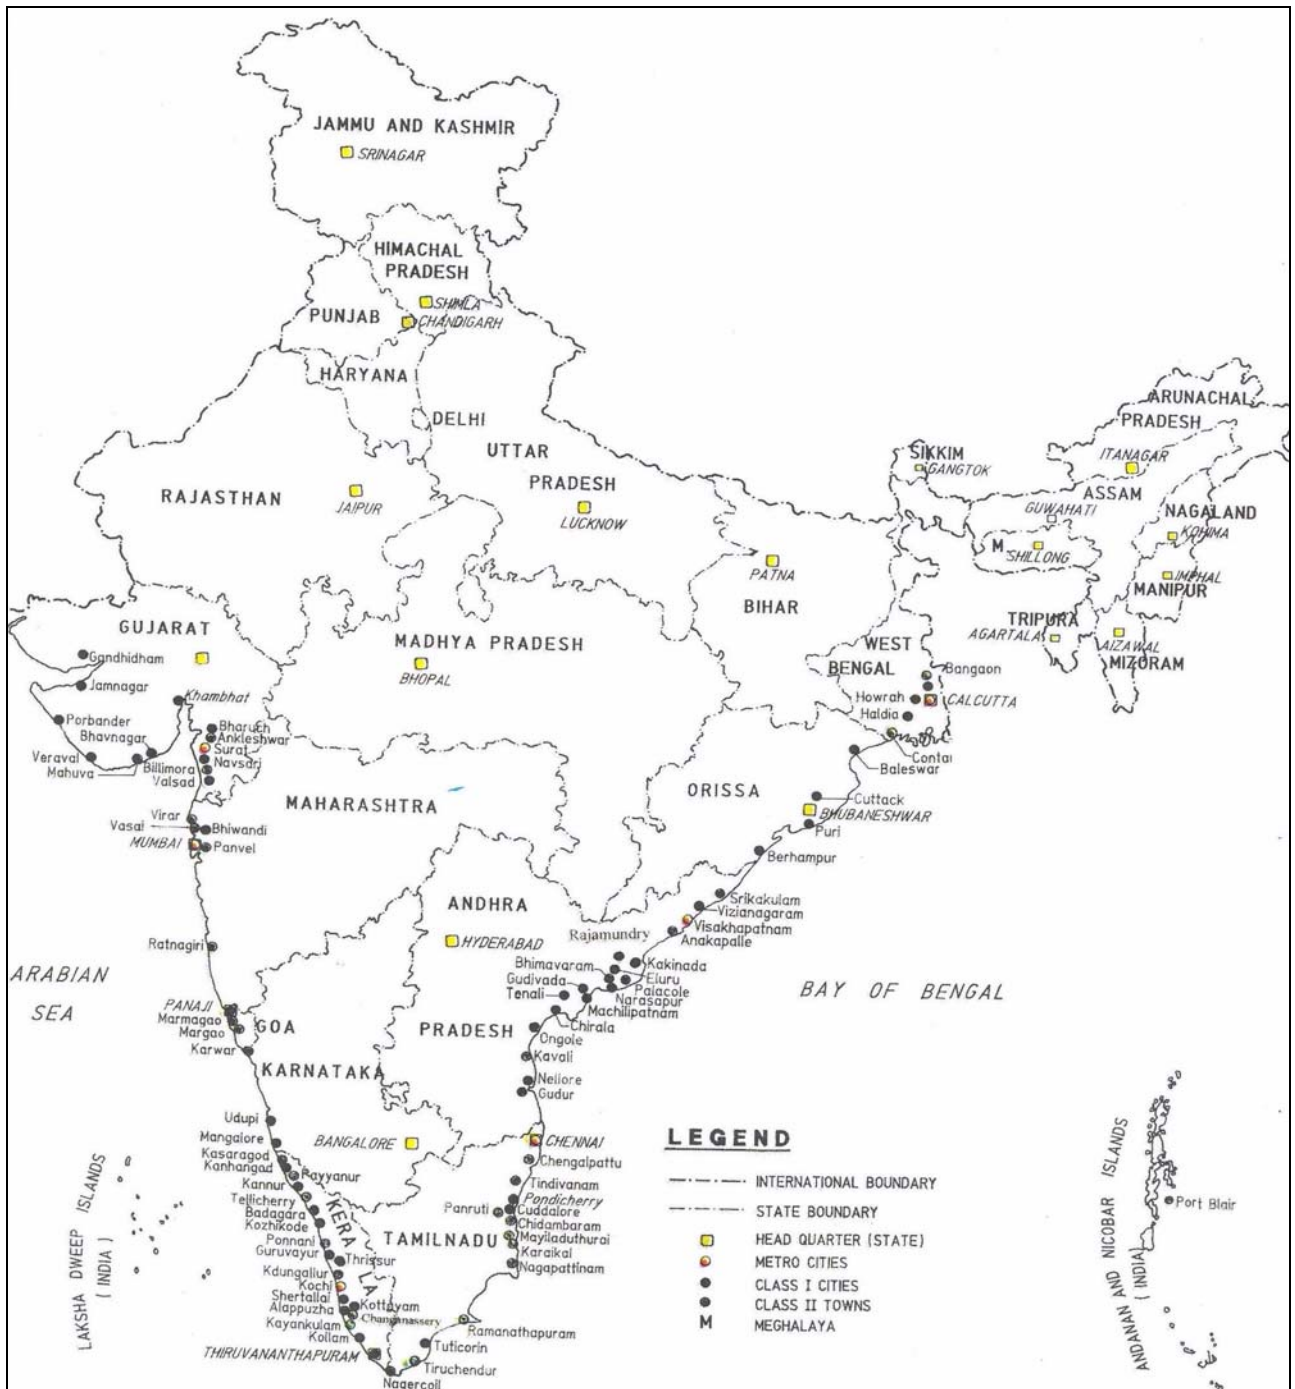 JAMMU AND KASHMIR
SRINAGAR
HIMACHAL
PRADESH
SHIMLA
PUNJAB
CHANDIGARH
HARYANA
DELHI
UTTAR
PRADESH
LUCKNOW
RAJASTHAN
JAIPUR
ARUNACHAL
PRADESH
ITANAGAR
SIKKIM
GANGTOK
ASSAM
GUWAHATI
NAGALAND
KOHIMA
M
SHILLONG
IMPHAL
MANIPUR
TRIPURA
AGARTALA
AIZAWAL
MIZORAM
PATNA
BIHAR
WEST
BENGAL
Bangaon
Howrah
CALCUTTA
Haldia
Contai
Baleswar
GUJARAT
Gandhidham
Jamnagar
Khambhat
Porbander
Bhavnagar
Veraval
Mahuva
Bharuch
Ankleshwar
Surat
Navsari
Billimora
Valsad
MADHYA PRADESH
BHOPAL
MAHARASHTRA
Virar
Vasai
Bhiwandi
MUMBAI
Panvel
ORISSA
Cuttack
BHUBANESHWAR
Puri
Berhampur
Ratnagiri
ARABIAN
SEA
PANAJI
Marmagao
Margao
GOA
Karwar
ANDHRA
HYDERABAD
PRADESH
Srikakulam
Vizianagaram
Visakhapatnam
Anakapalle
Rajamundry
Kakinada
Bhimavaram
Eluru
Gudivada
Palacole
Tenali
Narasapur
Machilipatnam
Chirala
Ongole
Kavali
Nellore
Gudur
BAY OF BENGAL
KARNATAKA
BANGALORE
CHENNAI
Udupi
Mangalore
Kasaragod
Kanhangad
Payyanur
Kannur
Tellicherry
Badagara
Kozhikode
Ponnani
Guruvayur
Thrissur
Kdungallur
Kochi
Shertallai
Alappuzha
Kottayam
Changanassery
Kayankulam
Kollam
THIRUVANANTHAPURAM
KERALA
TAMILNADU
Chengalpattu
Tindivanam
Pondicherry
Panruti
Cuddalore
Chidambaram
Mayiladuthurai
Karaikal
Nagapattinam
Ramanathapuram
Tuticorin
Tiruchendur
Nagercoil
LAKSHA DWEEP ISLANDS
( INDIA )
LEGEND
INTERNATIONAL BOUNDARY
STATE BOUNDARY
HEAD QUARTER (STATE)
METRO CITIES
CLASS I CITIES
CLASS II TOWNS
M MEGHALAYA
Port Blair
ANDANAN AND NICOBAR ISLANDS
( INDIA)